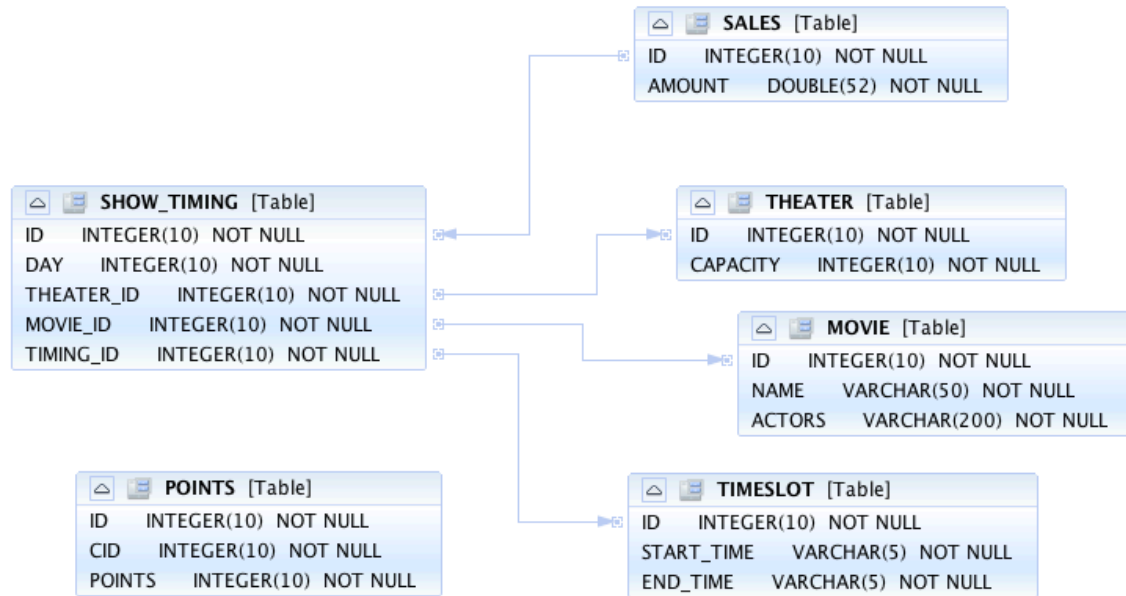 SALES [Table]
ID INTEGER(10) NOT NULL
AMOUNT DOUBLE(52) NOT NULL
SHOW_TIMING [Table]
ID INTEGER(10) NOT NULL
DAY INTEGER(10) NOT NULL
THEATER_ID INTEGER(10) NOT NULL
MOVIE_ID INTEGER(10) NOT NULL
TIMING_ID INTEGER(10) NOT NULL
THEATER [Table]
ID INTEGER(10) NOT NULL
CAPACITY INTEGER(10) NOT NULL
MOVIE [Table]
ID INTEGER(10) NOT NULL
NAME VARCHAR(50) NOT NULL
ACTORS VARCHAR(200) NOT NULL
POINTS [Table]
ID INTEGER(10) NOT NULL
CID INTEGER(10) NOT NULL
POINTS INTEGER(10) NOT NULL
TIMESLOT [Table]
ID INTEGER(10) NOT NULL
START_TIME VARCHAR(5) NOT NULL
END_TIME VARCHAR(5) NOT NULL